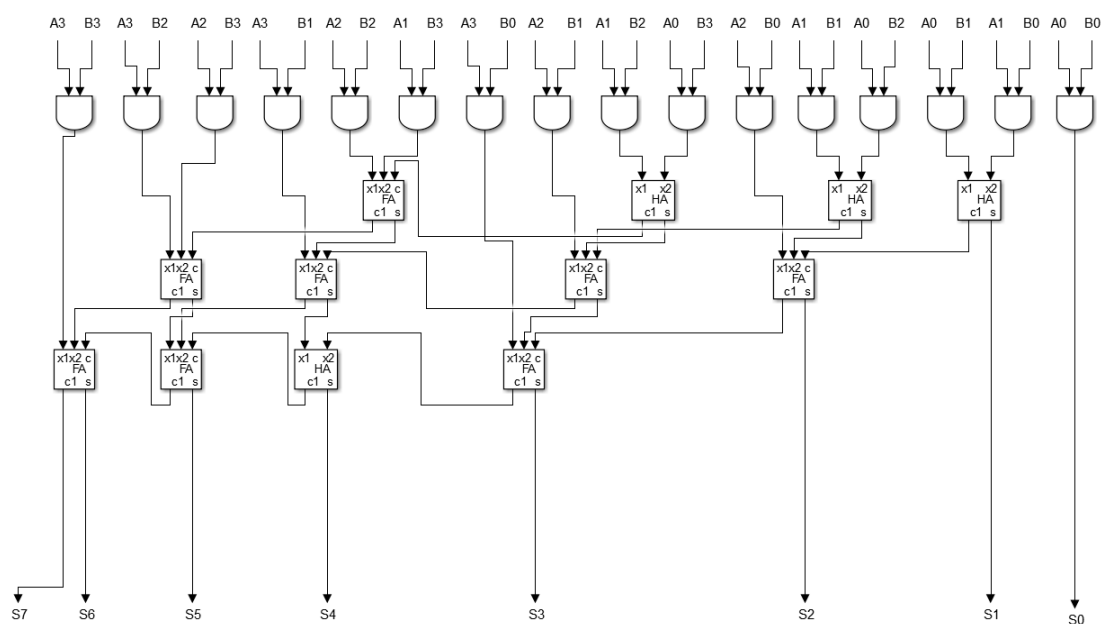 A3 B3 A3 B2 A2 B3 A3 B1 A2 B2 A1 B3 A3 B0 A2 B1 A1 B2 A0 B3 A2 B0 A1 B1 A0 B2 A0 B1 A1 B0 A0 B0
x1x2 c x1 x2 x1 x2 x1 x2
FA HA HA HA
c1 s c1 s c1 s c1 s
x1x2 c x1x2 c x1x2 c x1x2 c
FA FA FA FA
c1 s c1 s c1 s c1 s
x1x2 c x1x2 c x1 x2 x1x2 c
FA FA HA FA
c1 s c1 s c1 s c1 s
S7 S6 S5 S4 S3 S2 S1 S0